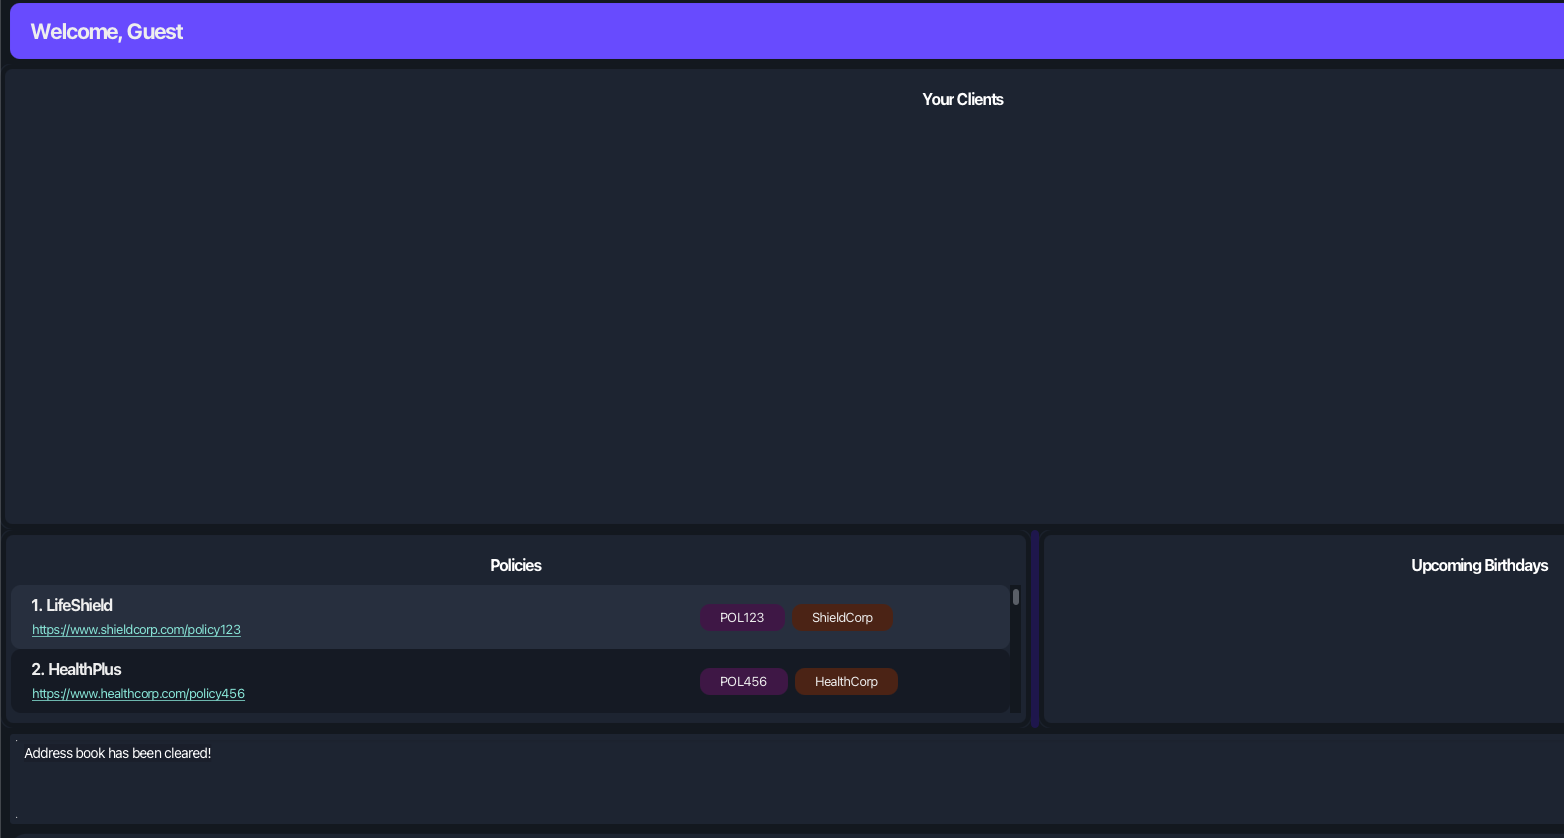 Welcome, Guest
Your Clients
Policies
1. LifeShield
https://www.shieldcorp.com/policy123
POL123
ShieldCorp
2. HealthPlus
https://www.healthcorp.com/policy456
POL456
HealthCorp
Upcoming Birthdays
Address book has been cleared!